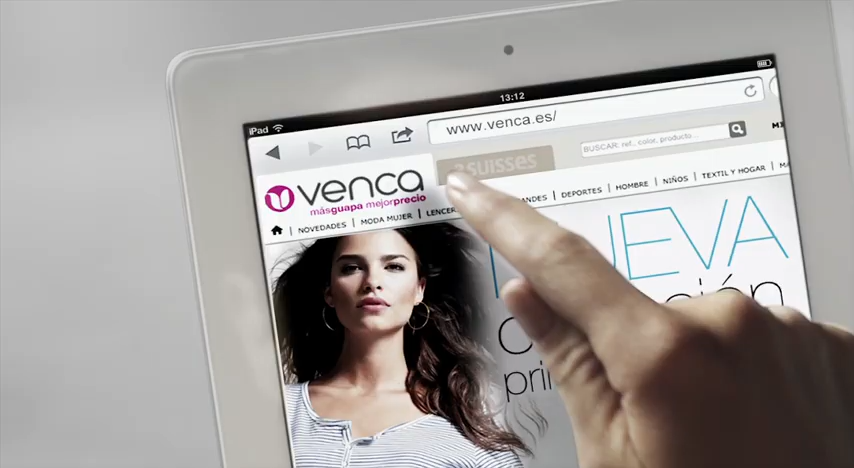 iPad 13:12
www.venca.es/
3SUISSES BUSCAR: ref., color, producto...
venca
másguapa mejorprecio
NOVEDADES | MODA MUJER | DEPORTES | HOMBRE | NIÑOS | TEXTIL Y HOGAR |